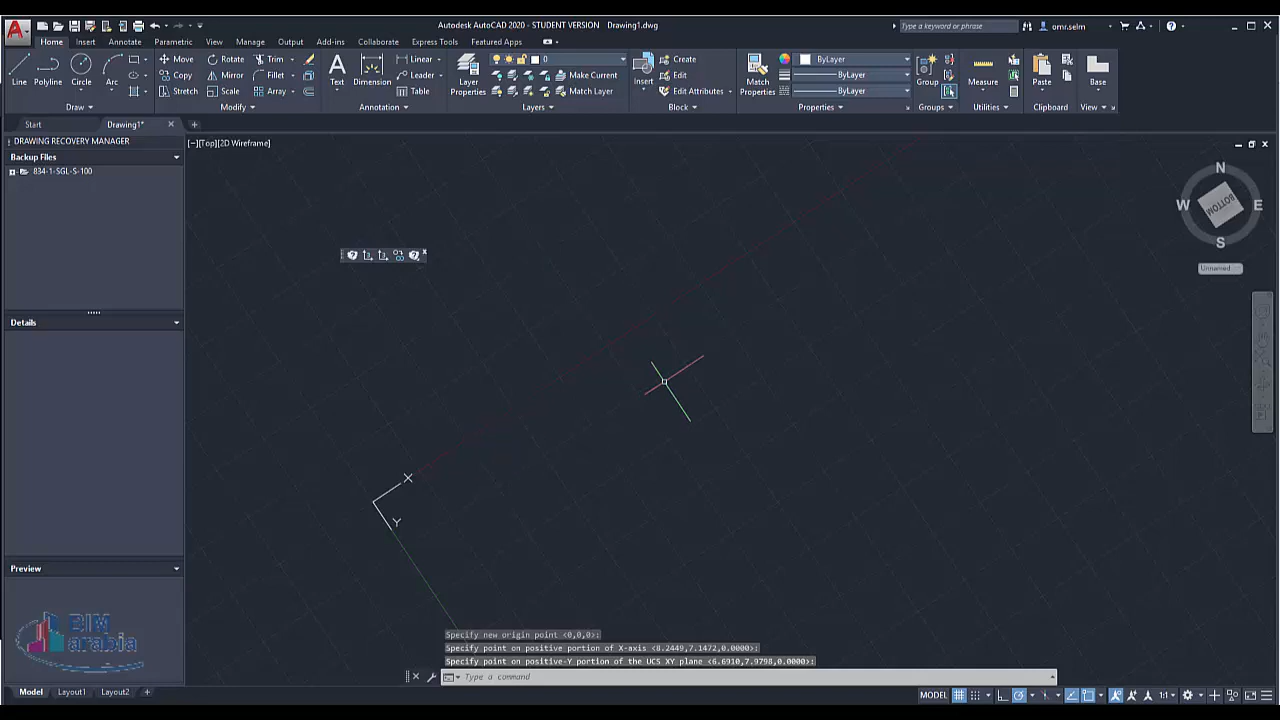 Autodesk AutoCAD 2020 - STUDENT VERSION Drawing1.dwg
Type a keyword or phrase
omr.selm
Home Insert Annotate Parametric View Manage Output Add-ins Collaborate Express Tools Featured Apps
Line
Polyline
Circle
Arc
Draw
Move
Rotate
Trim
Copy
Mirror
Fillet
Stretch
Scale
Array
Modify
Text
Dimension
Linear
Leader
Table
Annotation
Layer
Properties
0
Make Current
Match Layer
Layers
Insert
Create
Edit
Edit Attributes
Block
Match
Properties
ByLayer
ByLayer
ByLayer
Properties
Group
Groups
Measure
Utilities
Paste
Clipboard
Base
View
Start
Drawing1*
DRAWING RECOVERY MANAGER
Backup Files
834-1-SGL-S-100
Details
Preview
BIM
arabia
[−][Top][2D Wireframe]
N
W
BOTTOM
E
S
Unnamed
X
Y
Specify new origin point <0,0,0>:
Specify point on positive portion of X-axis <8.2449,7.1472,0.0000>:
Specify point on positive-Y portion of the UCS XY plane <6.6910,7.9798,0.0000>:
Type a command
Model Layout1 Layout2
MODEL
1:1